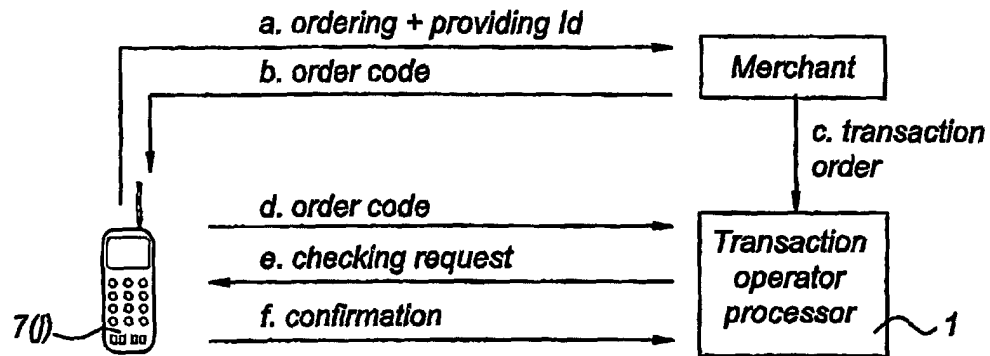 a. ordering + providing Id
b. order code
Merchant
c. transaction
order
d. order code
e. checking request
f. confirmation
Transaction
operator
processor
7(j)
1